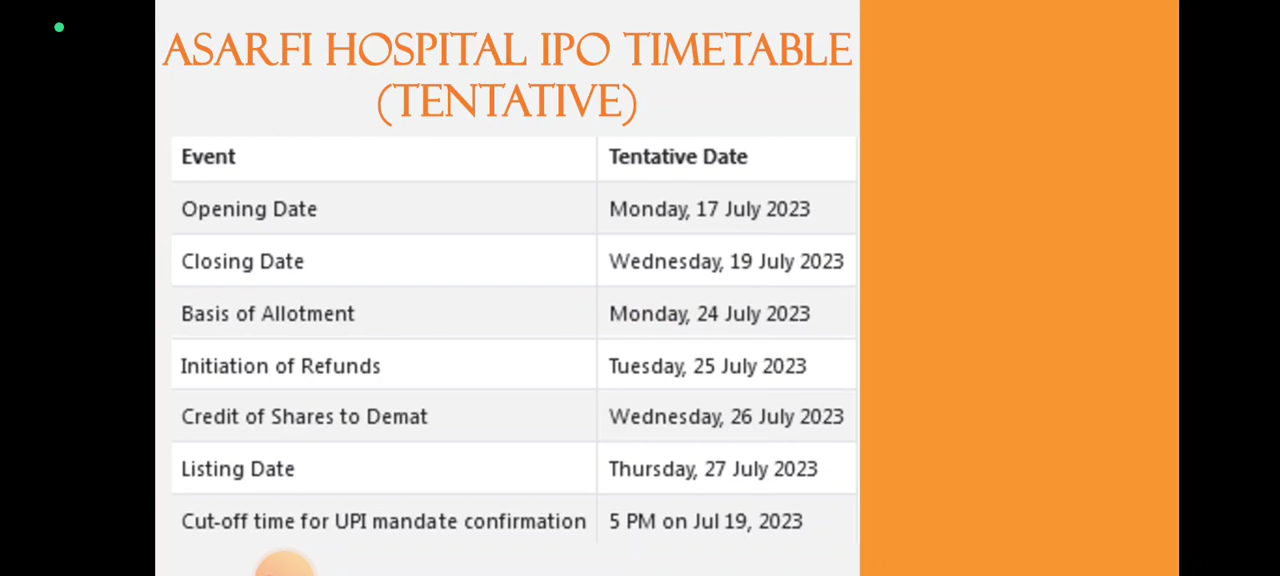 ASARFI HOSPITAL IPO TIMETABLE
(TENTATIVE)
Event Tentative Date
Opening Date Monday, 17 July 2023
Closing Date Wednesday, 19 July 2023
Basis of Allotment Monday, 24 July 2023
Initiation of Refunds Tuesday, 25 July 2023
Credit of Shares to Demat Wednesday, 26 July 2023
Listing Date Thursday, 27 July 2023
Cut-off time for UPI mandate confirmation 5 PM on Jul 19, 2023